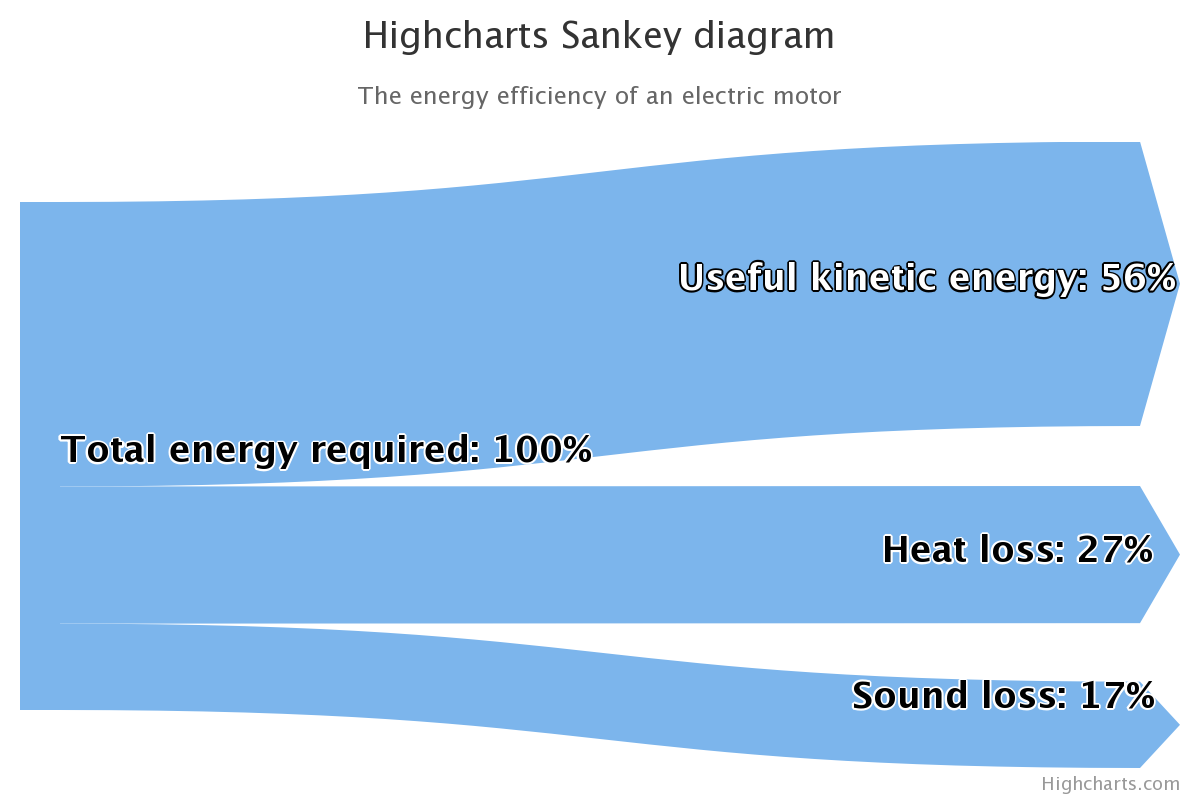 Highcharts Sankey diagram
The energy efficiency of an electric motor
Useful kinetic energy: 56%
Total energy required: 100%
Heat loss: 27%
Sound loss: 17%
Highcharts.com